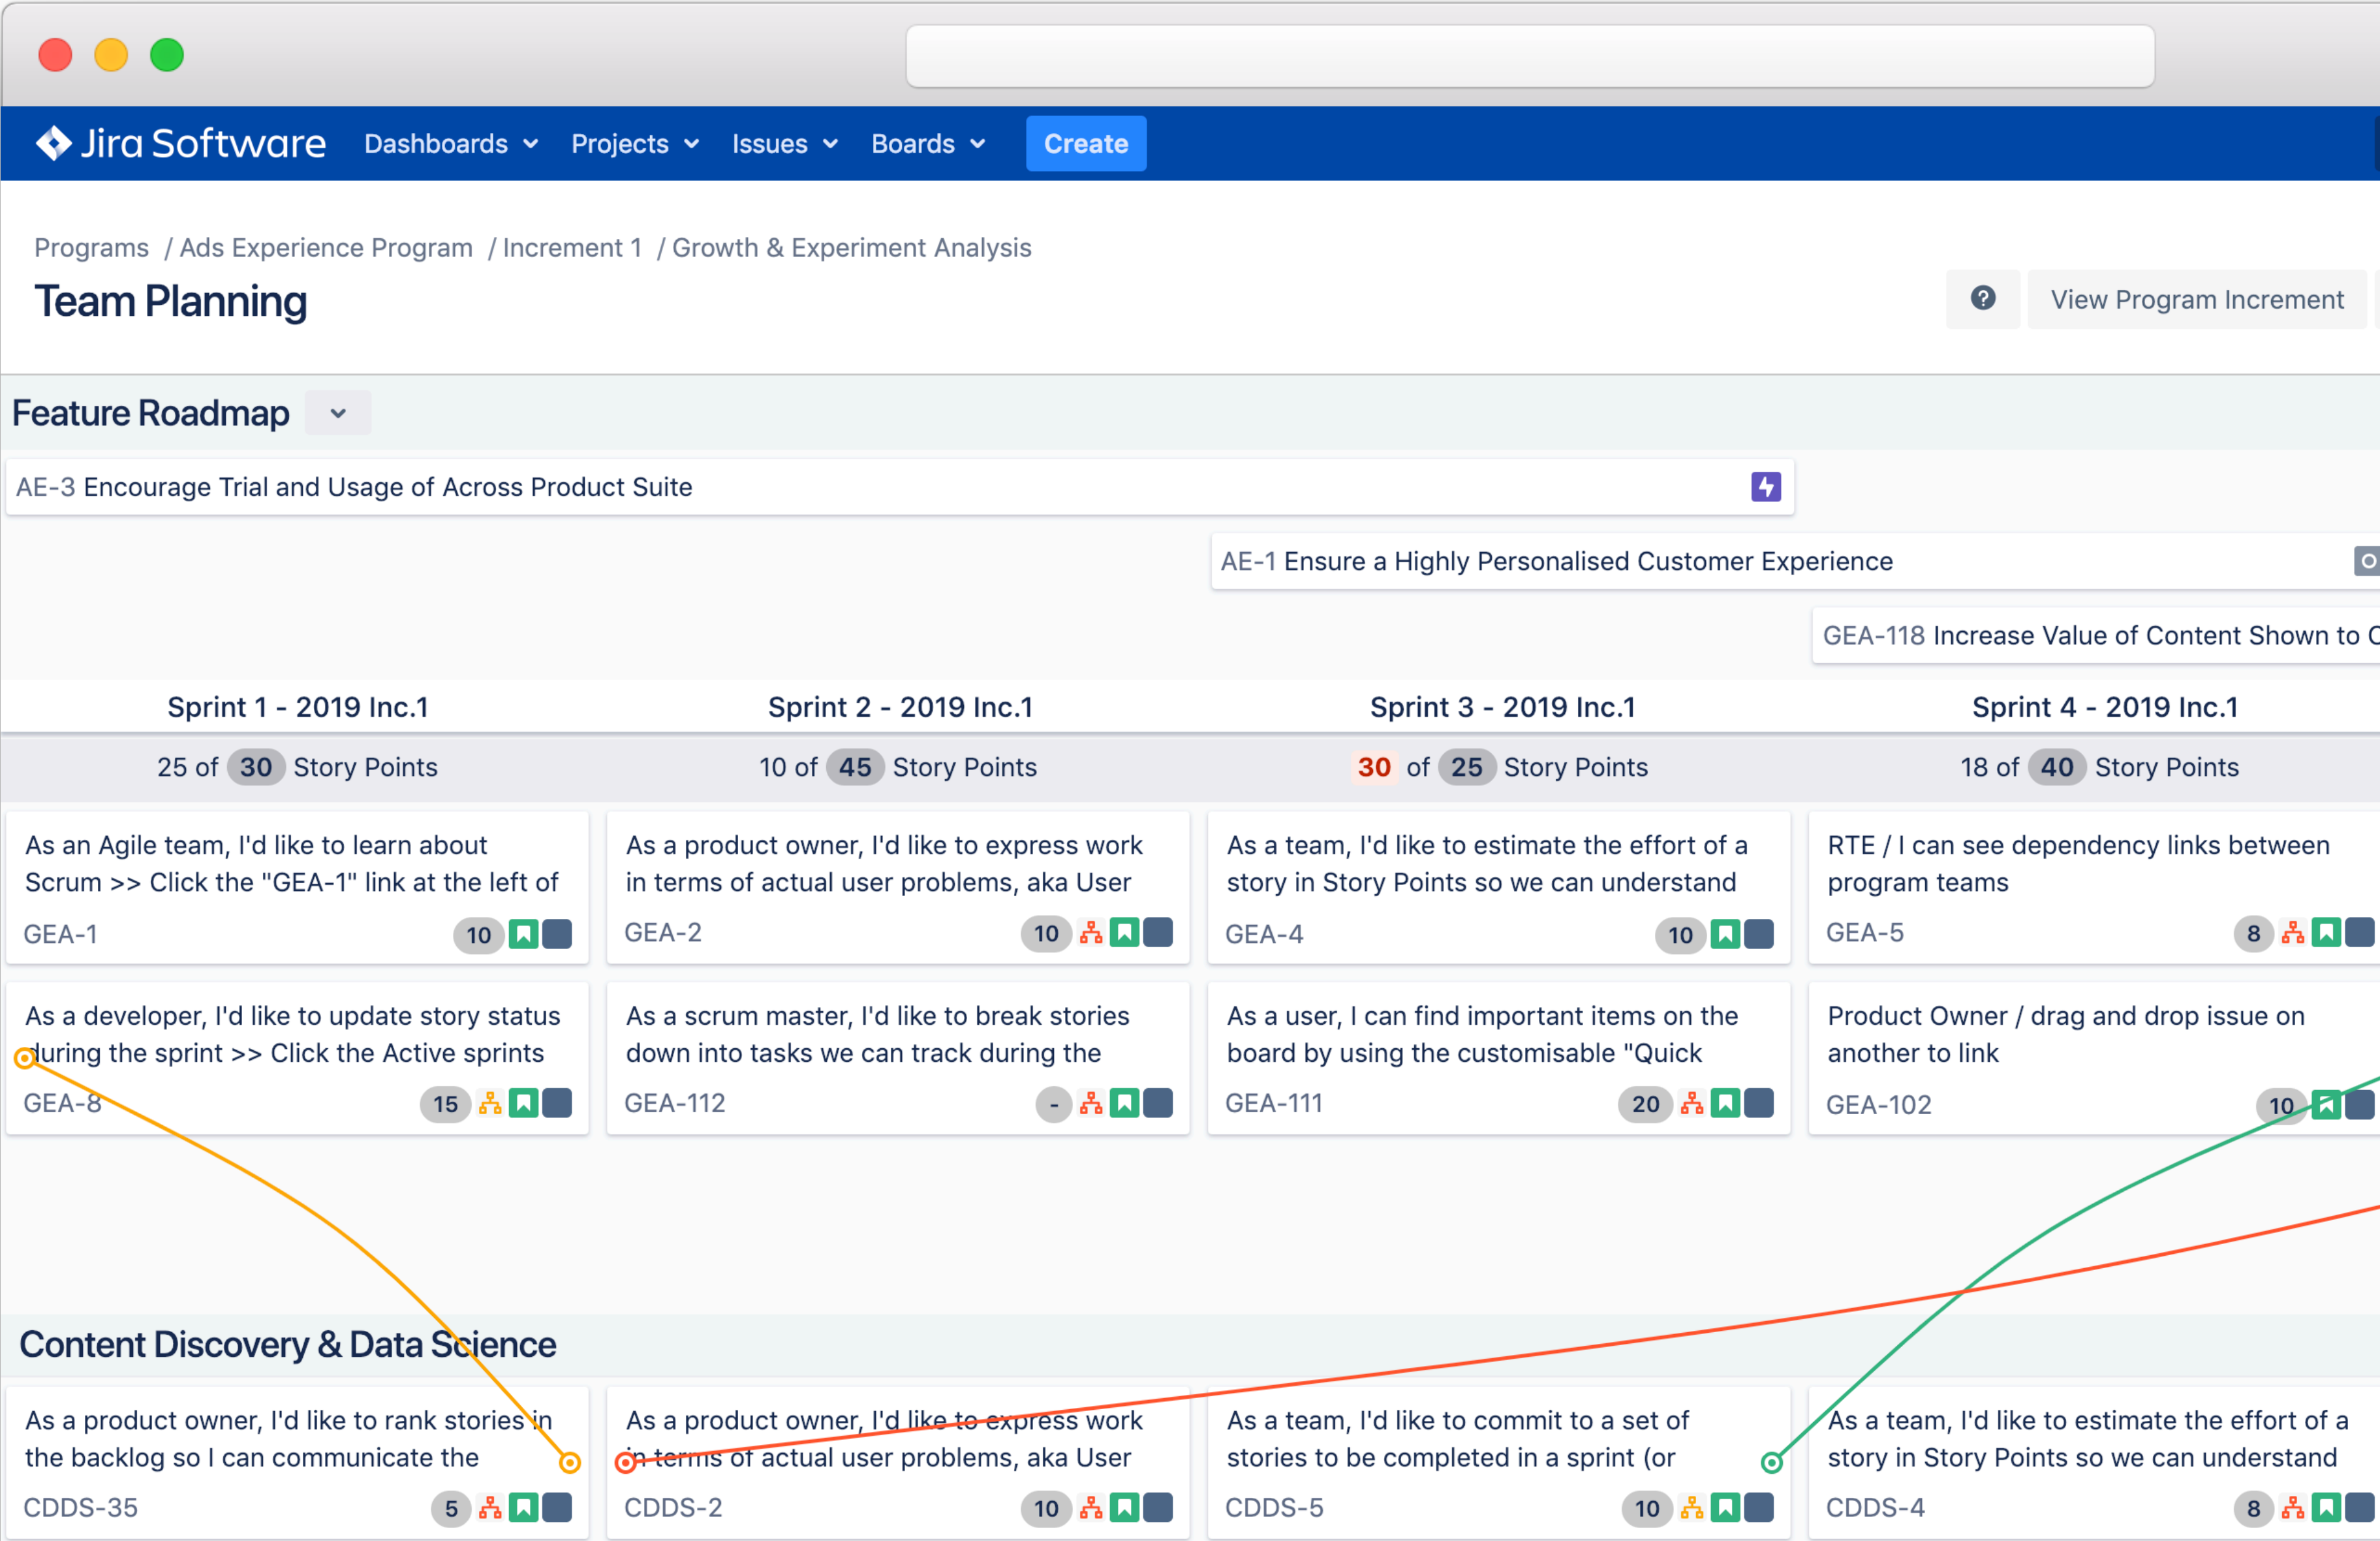 Jira Software Dashboards Projects Issues Boards Create
Programs / Ads Experience Program / Increment 1 / Growth & Experiment Analysis
Team Planning
? View Program Increment
Feature Roadmap
AE-3 Encourage Trial and Usage of Across Product Suite
AE-1 Ensure a Highly Personalised Customer Experience
GEA-118 Increase Value of Content Shown to
Sprint 1 - 2019 Inc.1
Sprint 2 - 2019 Inc.1
Sprint 3 - 2019 Inc.1
Sprint 4 - 2019 Inc.1
25 of 30 Story Points
10 of 45 Story Points
30 of 25 Story Points
18 of 40 Story Points
As an Agile team, I'd like to learn about
Scrum >> Click the "GEA-1" link at the left of
GEA-1 10
As a product owner, I'd like to express work
in terms of actual user problems, aka User
GEA-2 10
As a team, I'd like to estimate the effort of a
story in Story Points so we can understand
GEA-4 10
RTE / I can see dependency links between
program teams
GEA-5 8
As a developer, I'd like to update story status
during the sprint >> Click the Active sprints
GEA-8 15
As a scrum master, I'd like to break stories
down into tasks we can track during the
GEA-112 -
As a user, I can find important items on the
board by using the customisable "Quick
GEA-111 20
Product Owner / drag and drop issue on
another to link
GEA-102 10
Content Discovery & Data Science
As a product owner, I'd like to rank stories in
the backlog so I can communicate the
CDDS-35 5
As a product owner, I'd like to express work
in terms of actual user problems, aka User
CDDS-2 10
As a team, I'd like to commit to a set of
stories to be completed in a sprint (or
CDDS-5 10
As a team, I'd like to estimate the effort of a
story in Story Points so we can understand
CDDS-4 8